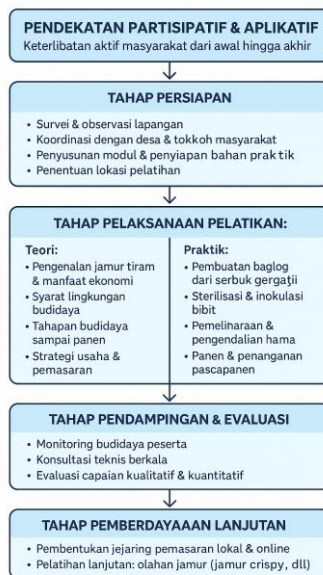 PENDEKATAN PARTISIPATIF & APLIKATIF
Keterlibatan aktif masyarakat dari awal hingga akhir
TAHAP PERSIAPAN
• Survei & observasi lapangan
• Koordinasi dengan desa & tokkoh masyarakat
• Penyusunan modul & penyiapan bahan prak tik
• Penentuan lokasi pelatihan
TAHAP PELAKSANAAN PELATIKAN:
Teori:
• Pengenalan jamur tiram
& manfaat ekonomi
• Syarat lingkungan
budidaya
• Tahapan budidaya
sampai panen
• Strategi usaha &
pemasaran
Praktik:
• Pembuatan baglog
dari serbuk gergatji
• Sterilisasi & inokulasi
bibit
• Pemeliharaan &
pengendalian hama
• Panen & penanganan
pascapanen
TAHAP PENDAMPINGAN & EVALUASI
• Monitoring budidaya peserta
• Konsultasi teknis berkala
• Evaluasi capaian kualitatif & kuantitatif
TAHAP PEMBERDAYAAAN LANJUTAN
• Pembentukan jejaring pemasaran lokal & online
• Pelatihan lanjutan: olahan jamur (jamur crispy, dll)